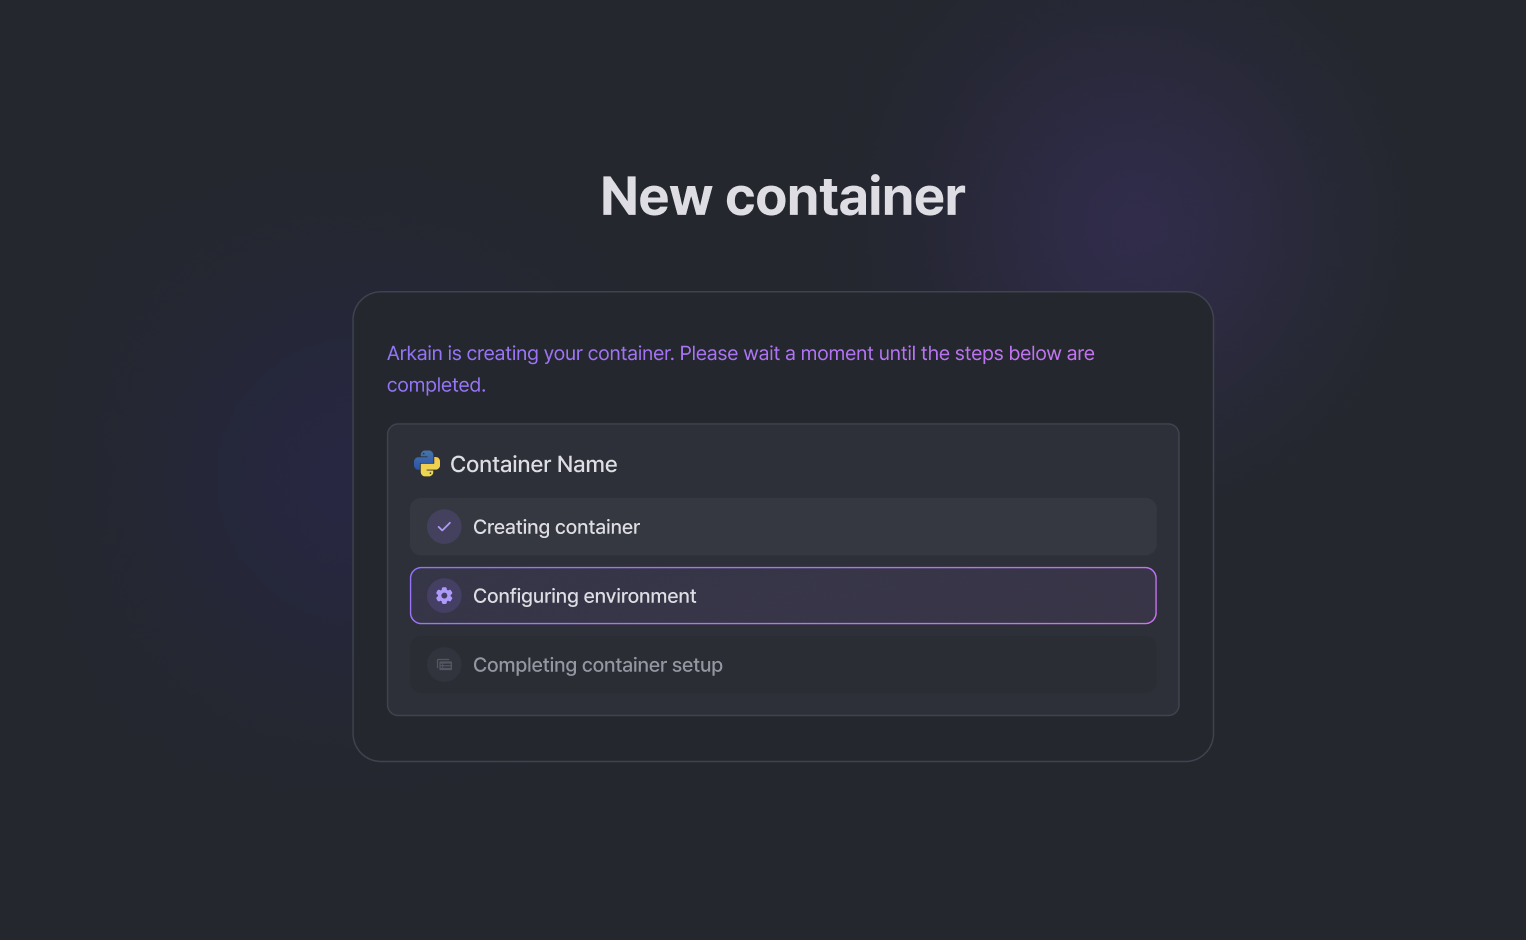 New container
Arkain is creating your container. Please wait a moment until the steps below are
completed.
Container Name
Creating container
Configuring environment
Completing container setup